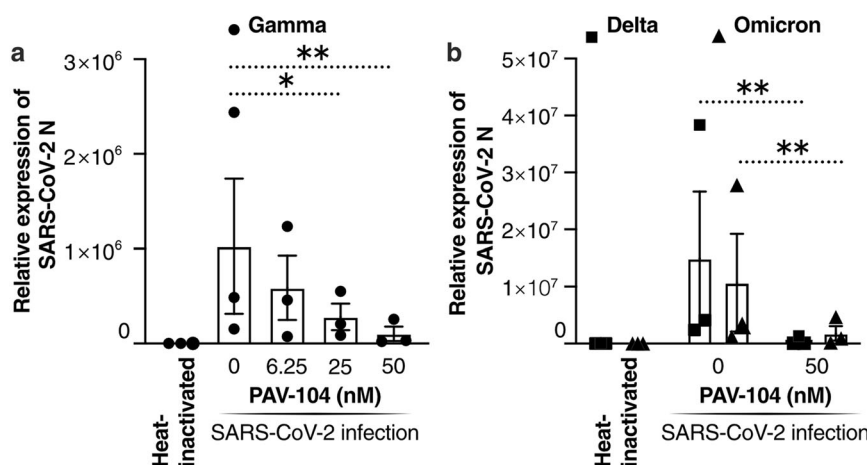 a
Gamma
Relative expression of
SARS-CoV-2 N
3×10⁶
2×10⁶
1×10⁶
0
**
*
Heat-
inactivated
0 6.25 25 50
PAV-104 (nM)
SARS-CoV-2 infection
b
Delta Omicron
Relative expression of
SARS-CoV-2 N
5×10⁷
4×10⁷
3×10⁷
2×10⁷
1×10⁷
0
**
**
Heat-
inactivated
0 50
PAV-104 (nM)
SARS-CoV-2 infection